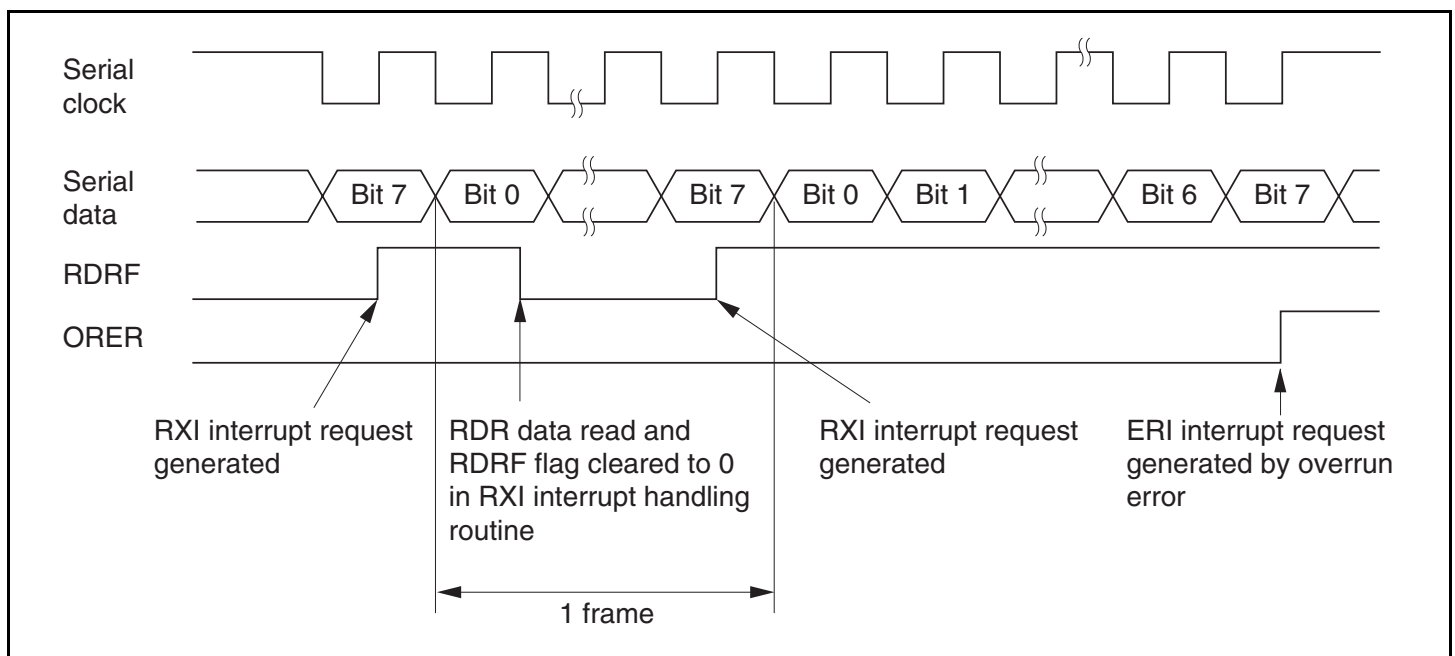 Serial
clock
Serial
data
Bit 7
Bit 0
Bit 7
Bit 0
Bit 1
Bit 6
Bit 7
RDRF
ORER
RXI interrupt request
generated
RDR data read and
RDRF flag cleared to 0
in RXI interrupt handling
routine
RXI interrupt request
generated
ERI interrupt request
generated by overrun
error
1 frame